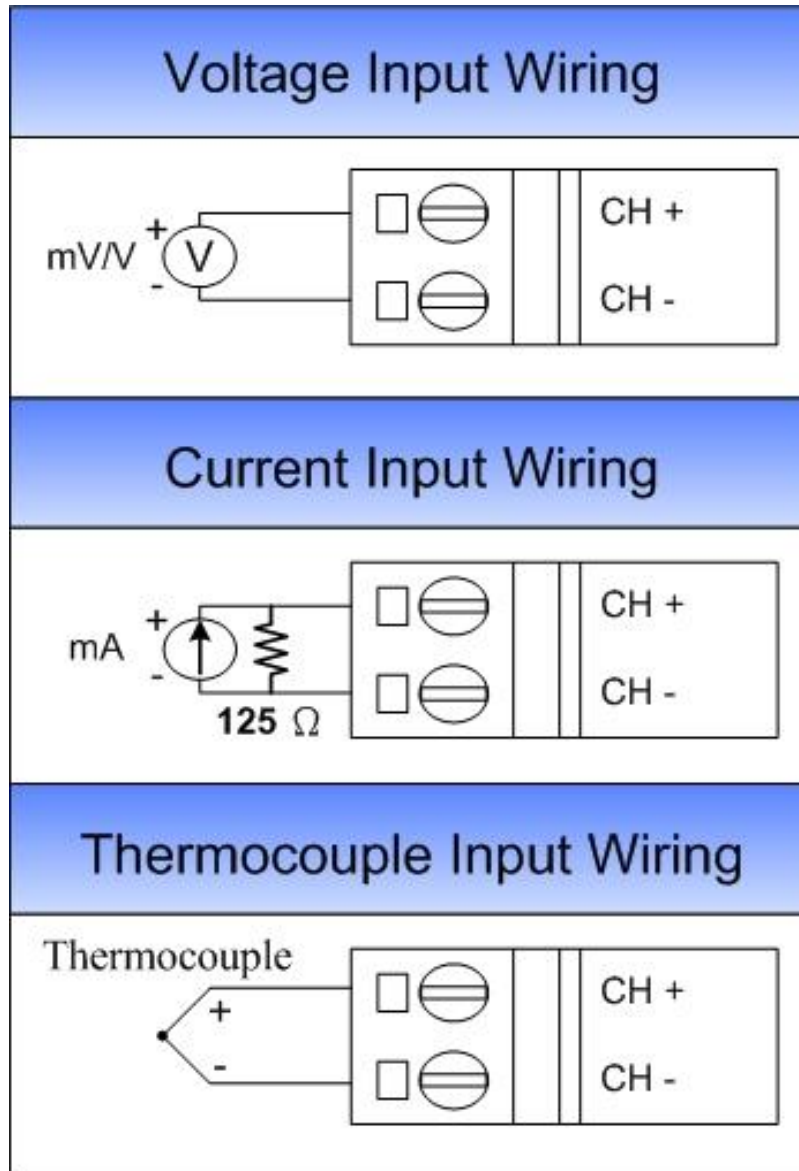 Voltage Input Wiring
+
mV/V
-
V
CH +
CH -
Current Input Wiring
+
mA
-
125 Ω
CH +
CH -
Thermocouple Input Wiring
Thermocouple
+
-
CH +
CH -